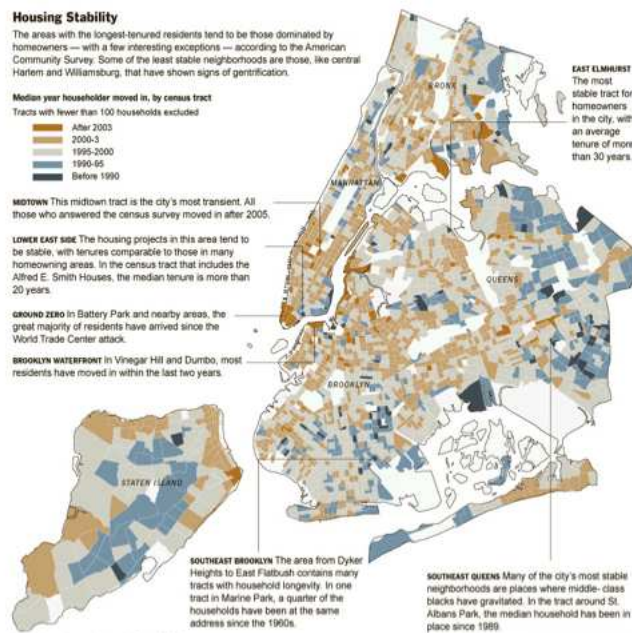 Housing Stability
The areas with the longest-tenured residents tend to be those dominated by
homeowners — with a few interesting exceptions — according to the American
Community Survey. Some of the least stable neighborhoods are those, like central
Harlem and Williamsburg, that have shown signs of gentrification.
Median year householder moved in, by census tract
Tracts with fewer than 100 households excluded
After 2003
2000-3
1995-2000
1990-95
Before 1990
MIDTOWN This midtown tract is the city's most transient. All
those who answered the census survey moved in after 2005.
LOWER EAST SIDE The housing projects in this area tend to
be stable, with tenures comparable to those in many
homeowning areas. In the census tract that includes the
Alfred E. Smith Houses, the median tenure is more than
20 years.
GROUND ZERO In Battery Park and nearby areas, the
great majority of residents have arrived since the
World Trade Center attack.
BROOKLYN WATERFRONT In Vinegar Hill and Dumbo, most
residents have moved in within the last two years.
BRONX
MANHATTAN
QUEENS
BROOKLYN
STATEN ISLAND
EAST ELMHURST
The most
stable tract for
homeowners
in the city, with
an average
tenure of more
than 30 years.
SOUTHEAST BROOKLYN The area from Dyker
Heights to East Flatbush contains many
tracts with household longevity. In one
tract in Marine Park, a quarter of the
households have been at the same
address since the 1960s.
SOUTHEAST QUEENS Many of the city's most stable
neighborhoods are places where middle- class
blacks have gravitated. In the tract around St.
Albans Park, the median household has been in
place since 1989.